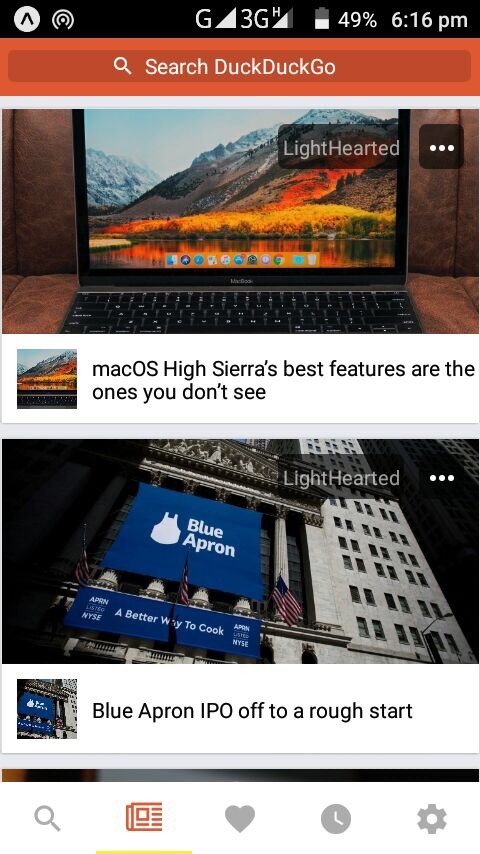 G 3G H 49% 6:16 pm
Search DuckDuckGo
LightHearted
MacBook
macOS High Sierra’s best features are the
ones you don’t see
LightHearted
Blue
Apron
APRN
LISTED
NYSE
A Better Way To Cook
APRN
LISTED
NYSE
Blue Apron IPO off to a rough start